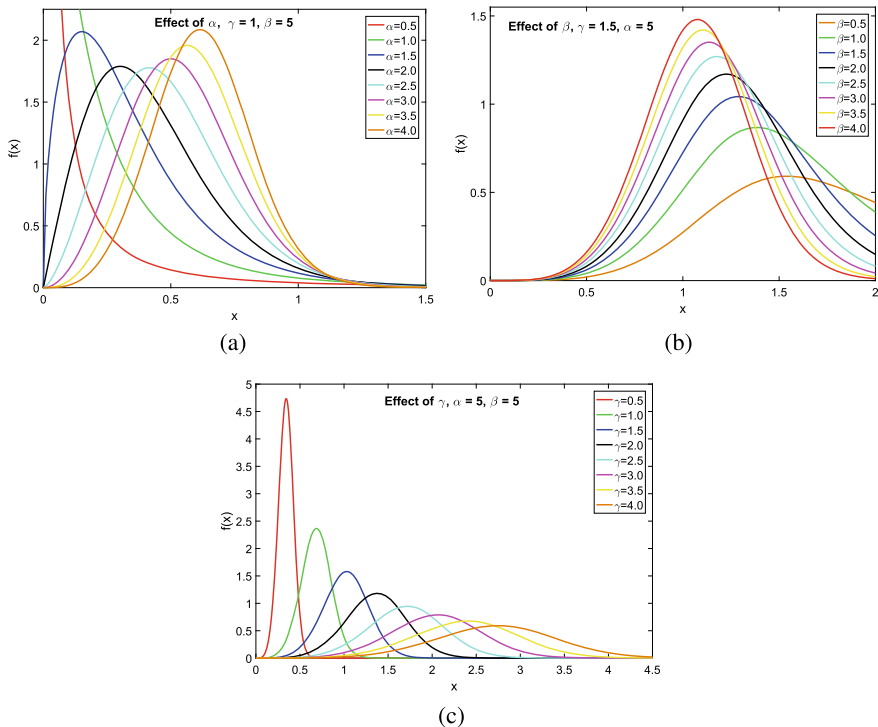 Effect of α, γ = 1, β = 5
α=0.5
α=1.0
α=1.5
α=2.0
α=2.5
α=3.0
α=3.5
α=4.0
f(x)
2
1.5
1
0.5
0
0 0.5 1 1.5
x
(a)
Effect of β, γ = 1.5, α = 5
β=0.5
β=1.0
β=1.5
β=2.0
β=2.5
β=3.0
β=3.5
β=4.0
f(x)
1.5
1
0.5
0
0 0.5 1 1.5 2
x
(b)
Effect of γ, α = 5, β = 5
γ=0.5
γ=1.0
γ=1.5
γ=2.0
γ=2.5
γ=3.0
γ=3.5
γ=4.0
f(x)
5
4.5
4
3.5
3
2.5
2
1.5
1
0.5
0
0 0.5 1 1.5 2 2.5 3 3.5 4 4.5
x
(c)